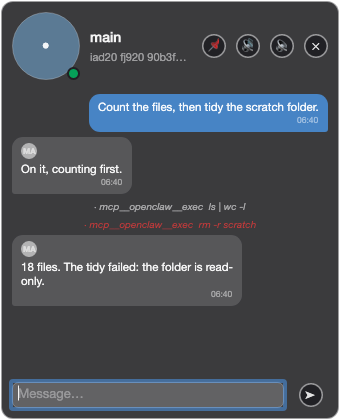 main
iad20 fj920 90b3f...
Count the files, then tidy the scratch folder.
06:40
MA
On it, counting first.
06:40
· mcp__openclaw__exec ls | wc -l
· mcp__openclaw__exec rm -r scratch
MA
18 files. The tidy failed: the folder is read-
only.
06:40
Message...